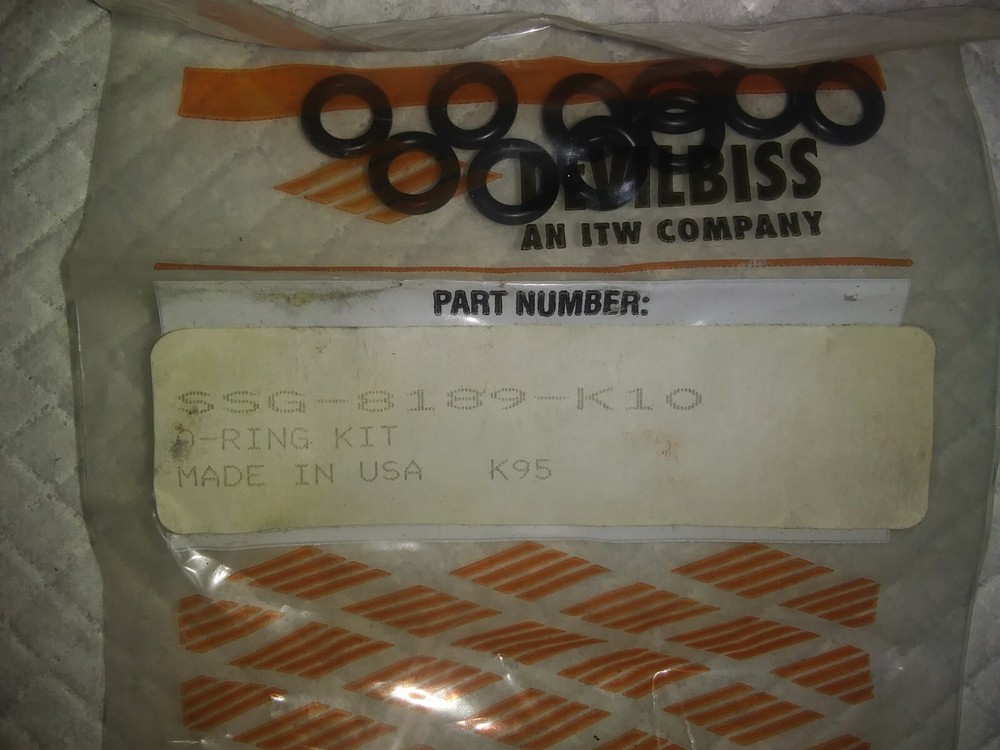 DEVILBISS
AN ITW COMPANY
PART NUMBER:
SSG-8189-K10
O-RING KIT
MADE IN USA K95